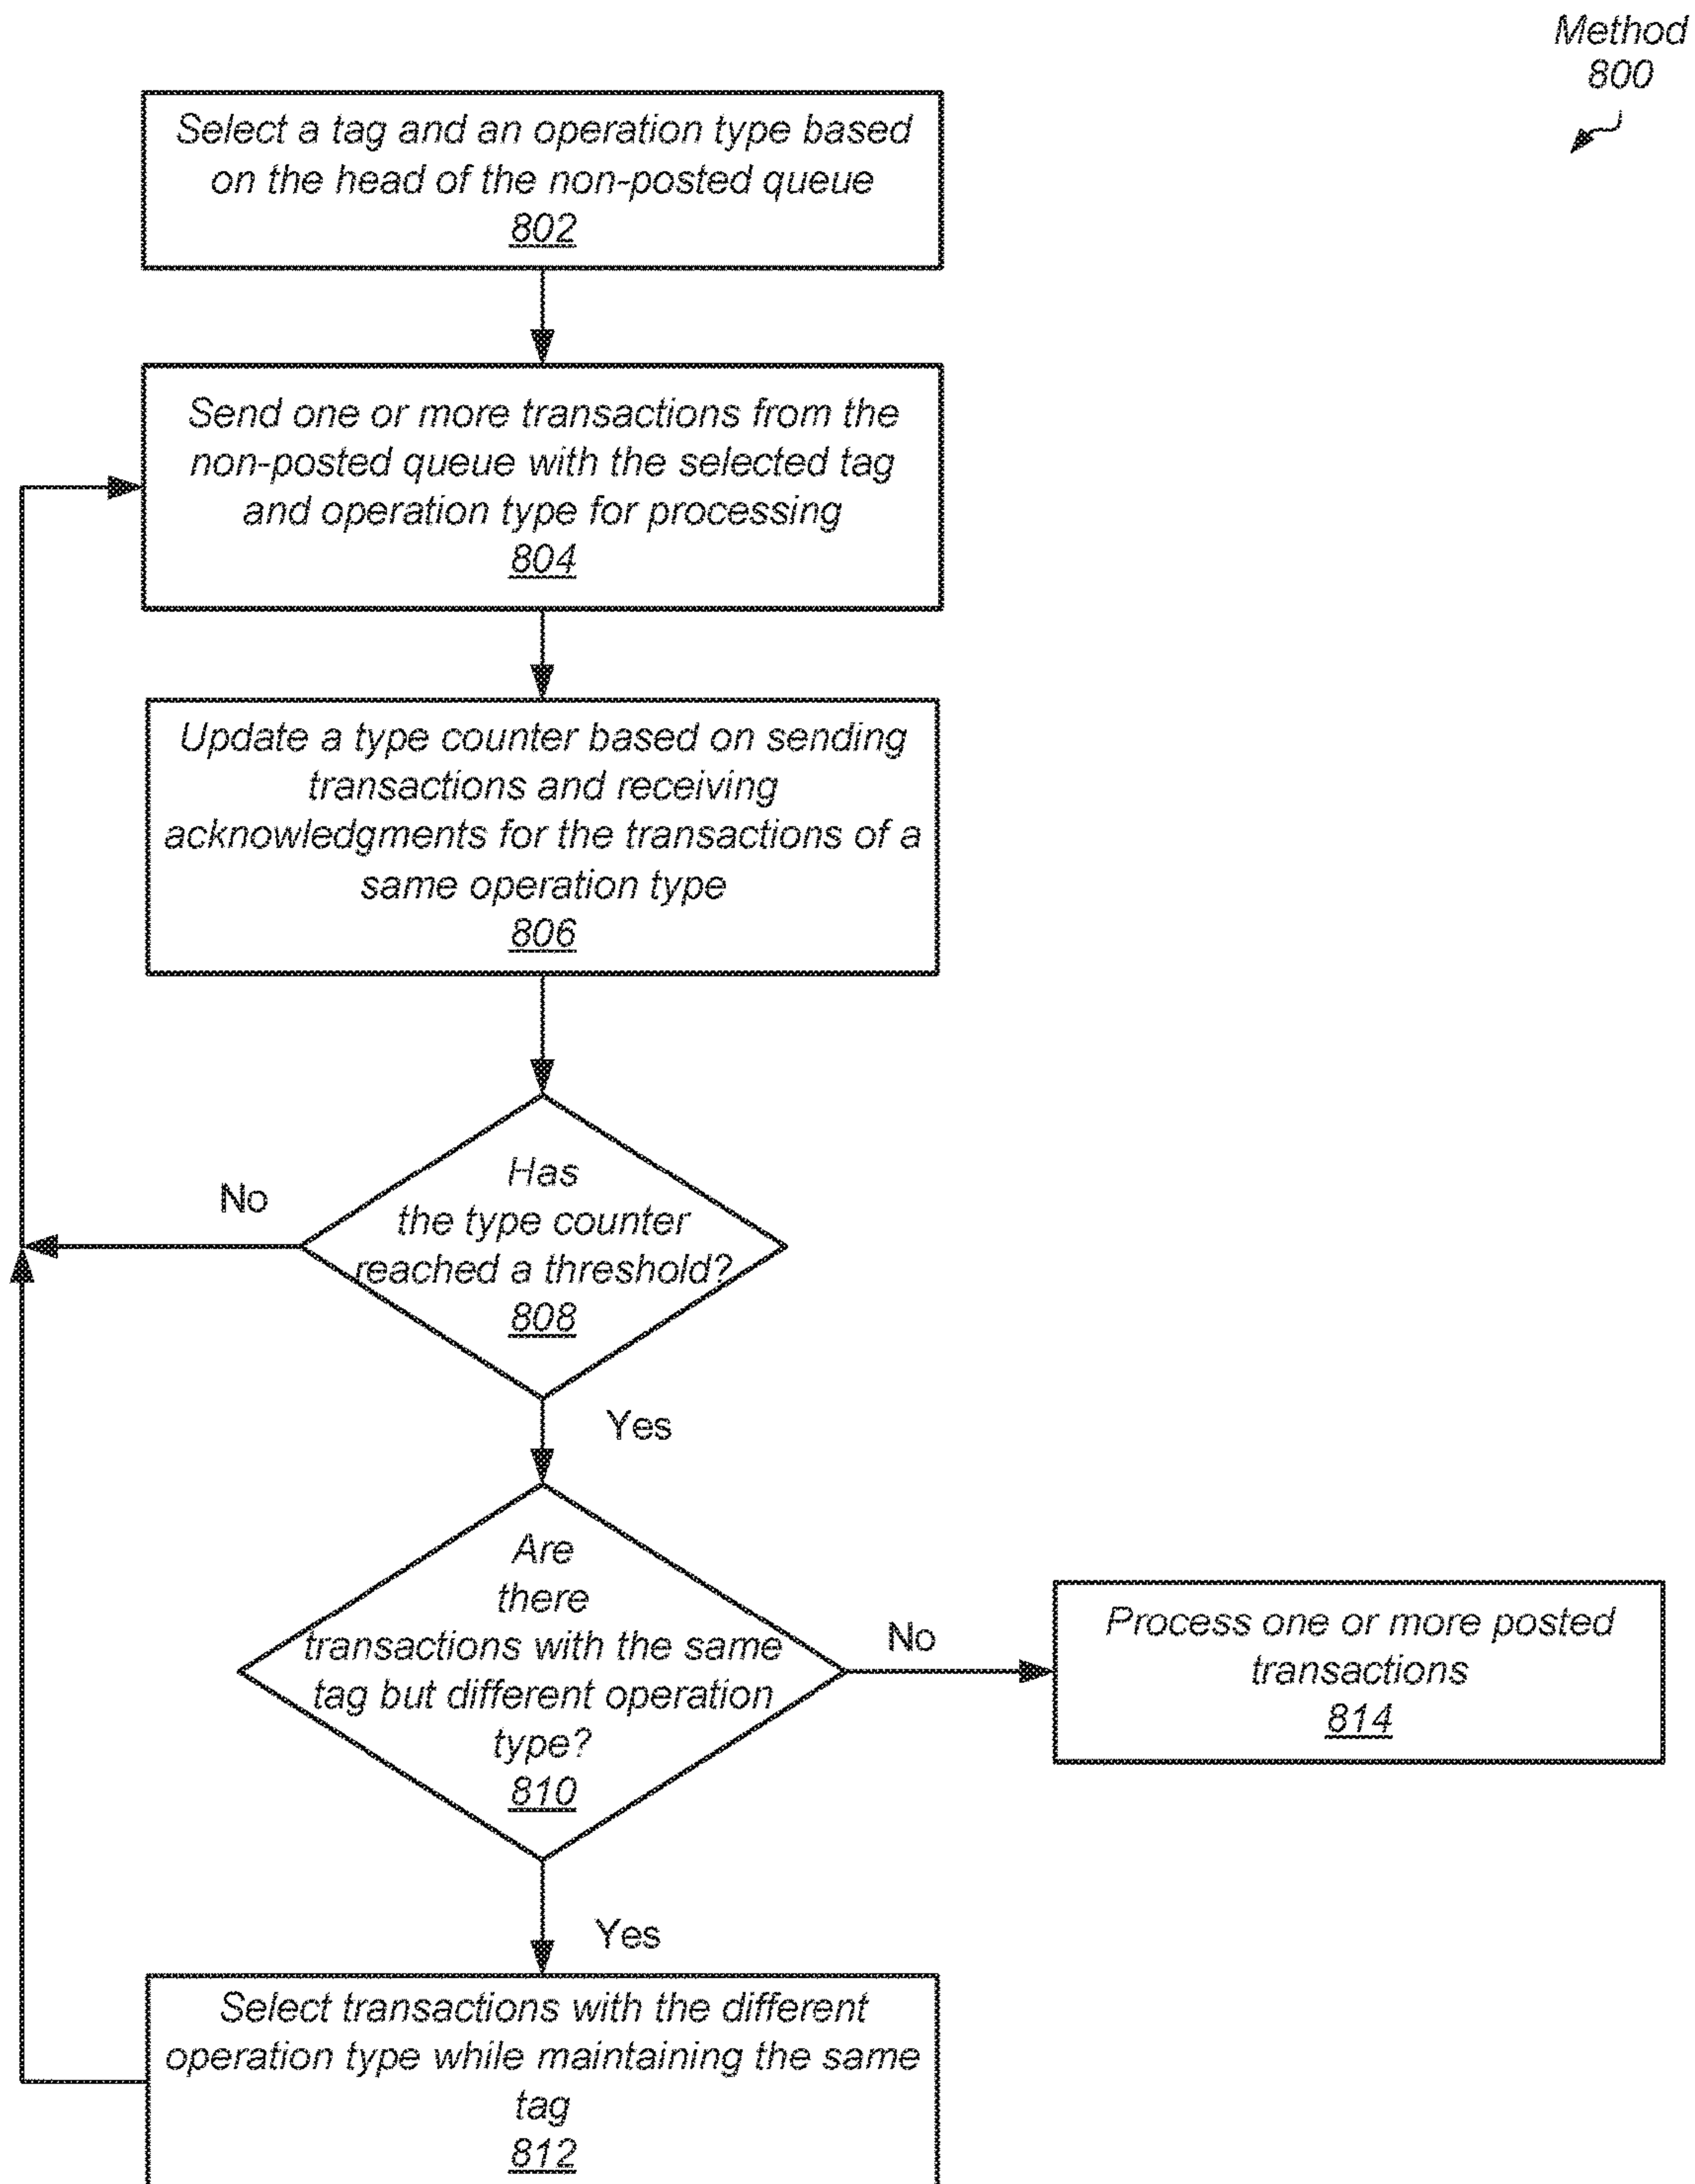 Method
800
Select a tag and an operation type based
on the head of the non-posted queue
802
Send one or more transactions from the
non-posted queue with the selected tag
and operation type for processing
804
Update a type counter based on sending
transactions and receiving
acknowledgments for the transactions of a
same operation type
806
Has
the type counter
reached a threshold?
808
No
Yes
Are
there
transactions with the same
tag but different operation
type?
810
No
Process one or more posted
transactions
814
Yes
Select transactions with the different
operation type while maintaining the same
tag
812